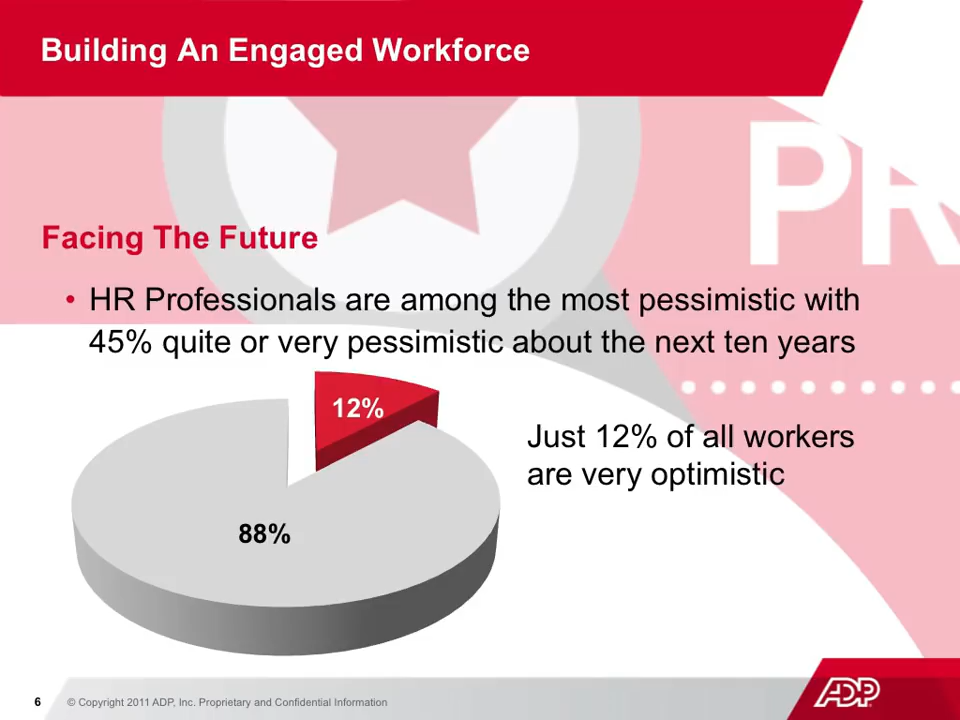 Building An Engaged Workforce
PR
Facing The Future
• HR Professionals are among the most pessimistic with
45% quite or very pessimistic about the next ten years
12%
Just 12% of all workers
are very optimistic
88%
6 © Copyright 2011 ADP, Inc. Proprietary and Confidential Information
ADP